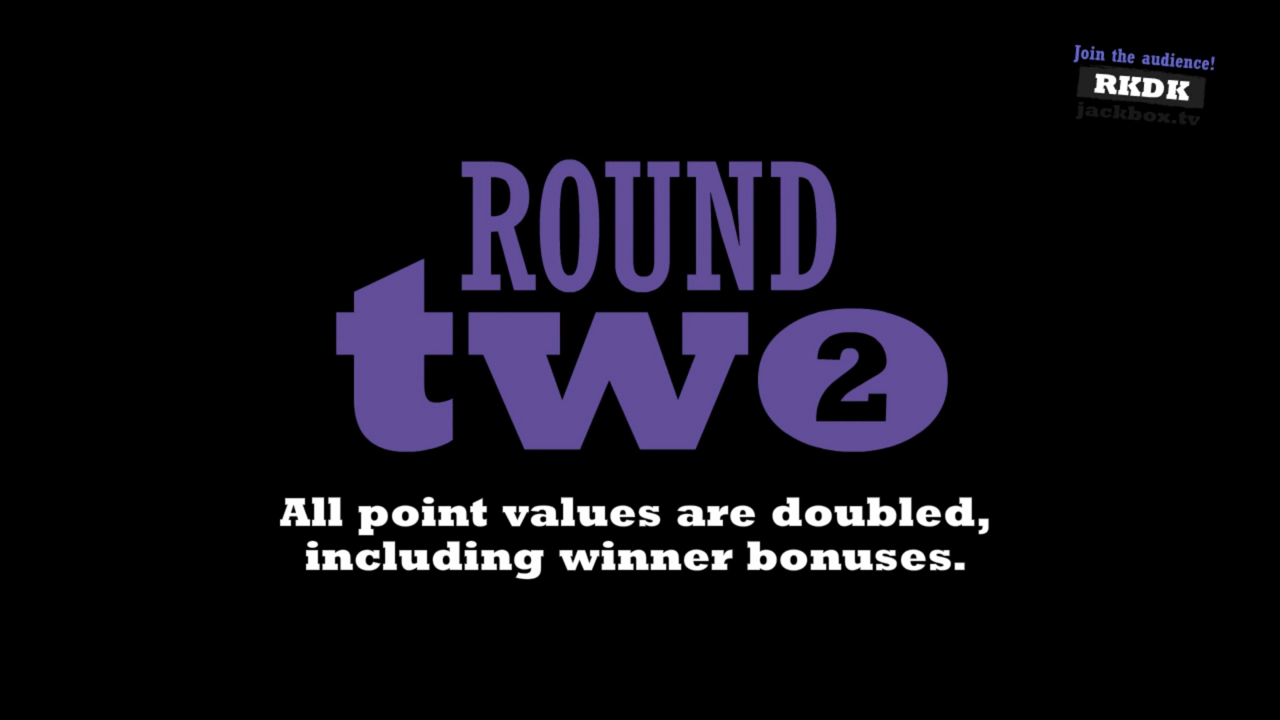 Join the audience!
RKDK
jackbox.tv
ROUND
two
2
All point values are doubled,
including winner bonuses.